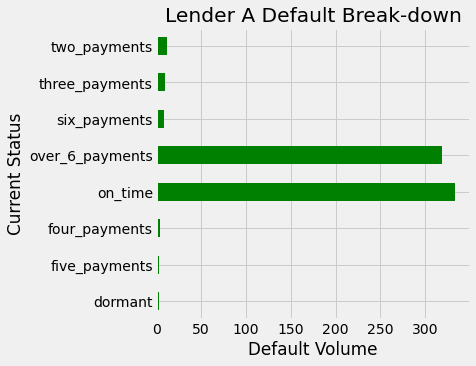 Lender A Default Break-down
Current Status
two_payments
three_payments
six_payments
over_6_payments
on_time
four_payments
five_payments
dormant
0 50 100 150 200 250 300
Default Volume